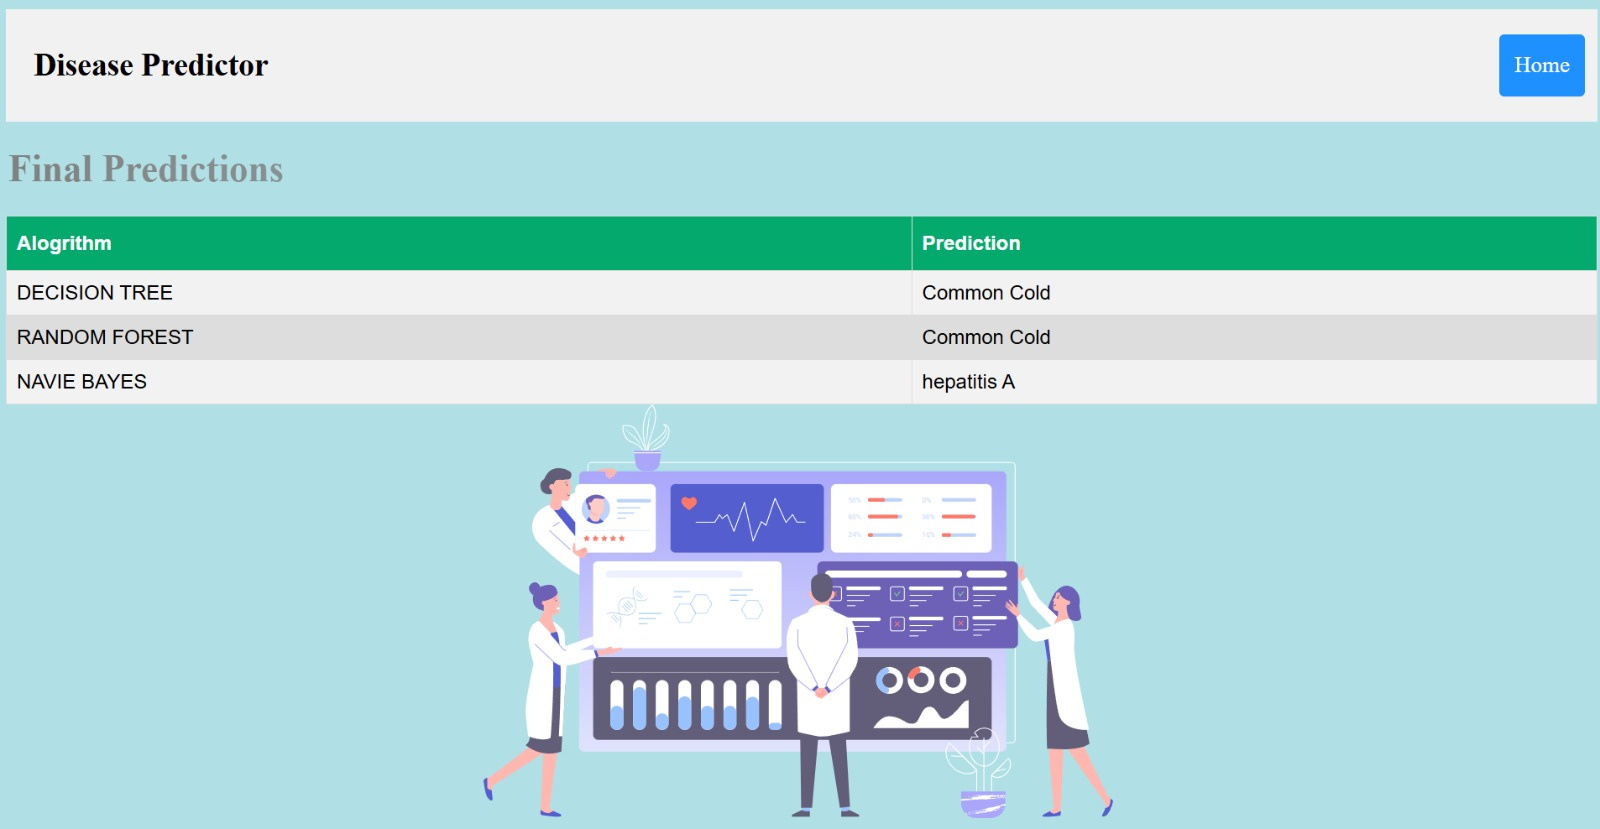 Disease Predictor
Home
Final Predictions
Alogrithm Prediction
DECISION TREE Common Cold
RANDOM FOREST Common Cold
NAVIE BAYES hepatitis A